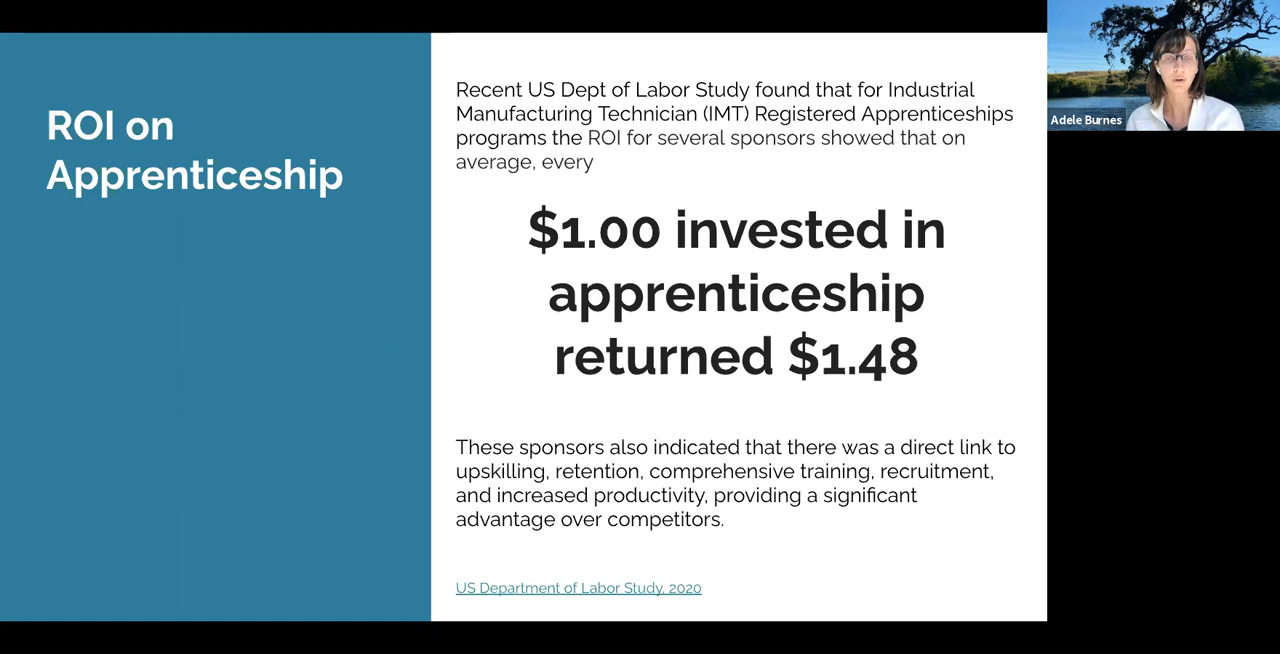 ROI on
Apprenticeship
Recent US Dept of Labor Study found that for Industrial
Manufacturing Technician (IMT) Registered Apprenticeships
programs the ROI for several sponsors showed that on
average, every
$1.00 invested in
apprenticeship
returned $1.48
These sponsors also indicated that there was a direct link to
upskilling, retention, comprehensive training, recruitment,
and increased productivity, providing a significant
advantage over competitors.
US Department of Labor Study, 2020
Adele Burnes